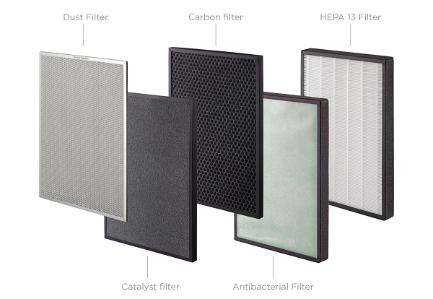 Dust Filter
Carbon filter
HEPA 13 Filter
Catalyst filter
Antibacterial Filter